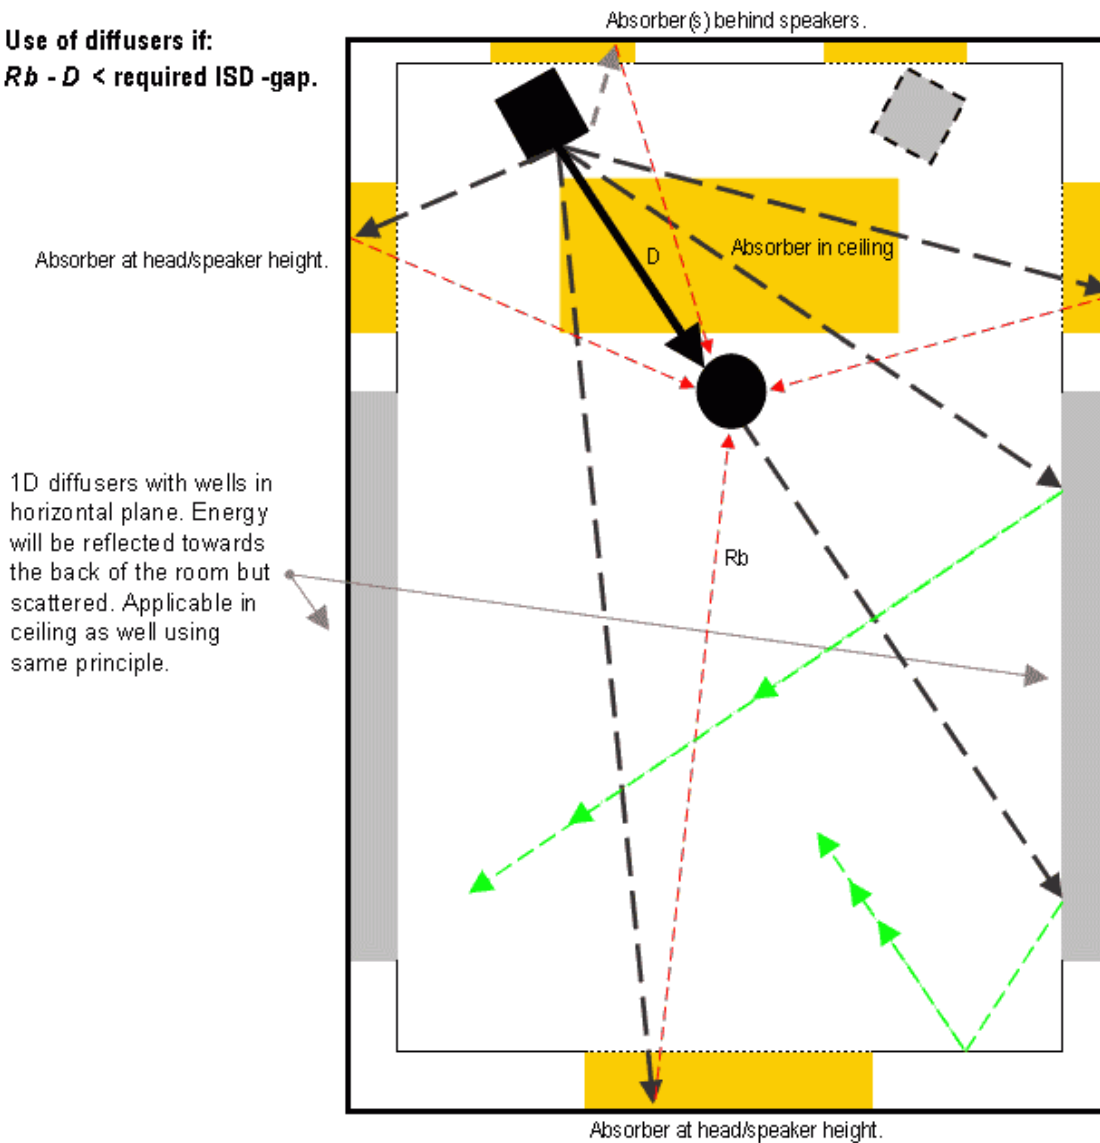 Absorber(s) behind speakers.
Use of diffusers if:
Rb - D < required ISD -gap.
D
Absorber in ceiling
Absorber at head/speaker height.
1D diffusers with wells in
horizontal plane. Energy
will be reflected towards
the back of the room but
scattered. Applicable in
ceiling as well using
same principle.
Rb
Absorber at head/speaker height.